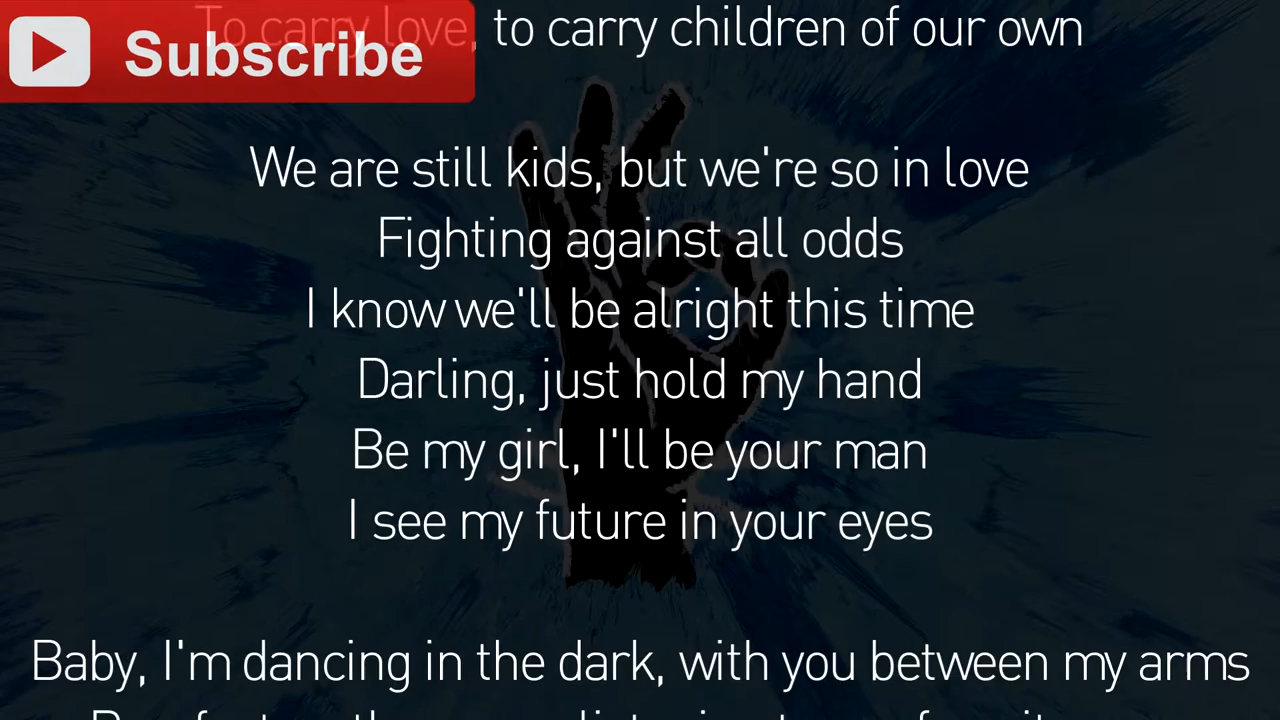 Subscribe
To carry love, to carry children of our own
We are still kids, but we're so in love
Fighting against all odds
I know we'll be alright this time
Darling, just hold my hand
Be my girl, I'll be your man
I see my future in your eyes
Baby, I'm dancing in the dark, with you between my arms